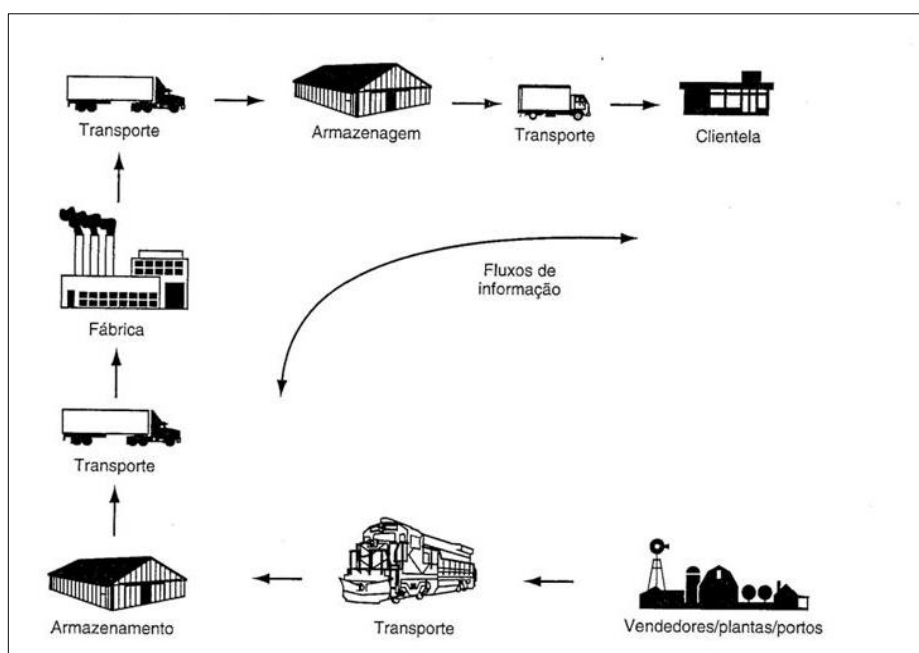 Transporte
Armazenagem
Transporte
Clientela
Fluxos de
informação
Fábrica
Transporte
Armazenamento
Transporte
Vendedores/plantas/portos